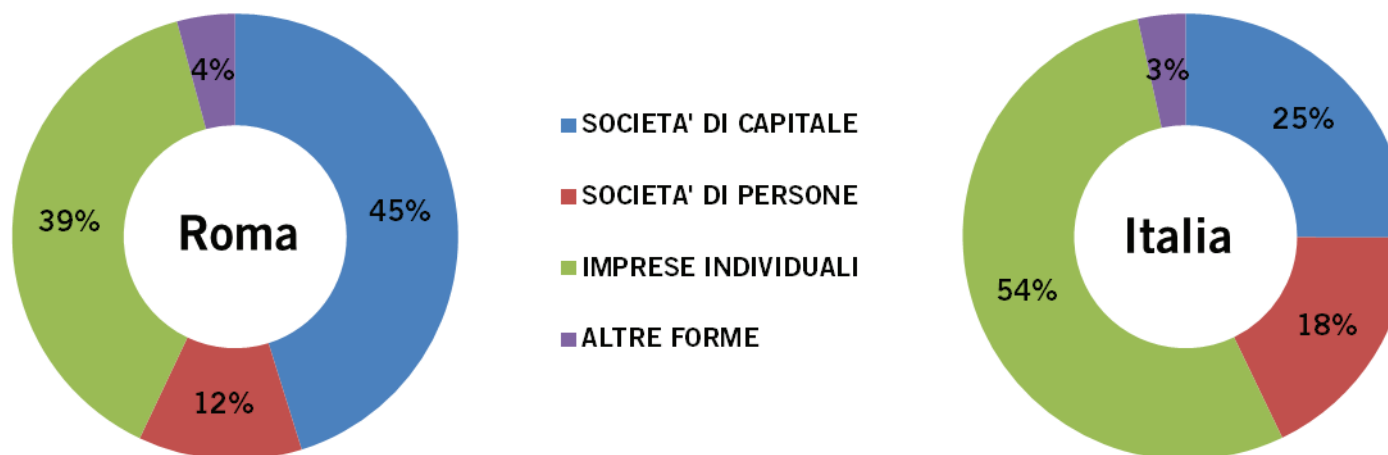 4%
45%
39%
12%
Roma
SOCIETA' DI CAPITALE
SOCIETA' DI PERSONE
IMPRESE INDIVIDUALI
ALTRE FORME
3%
25%
54%
18%
Italia